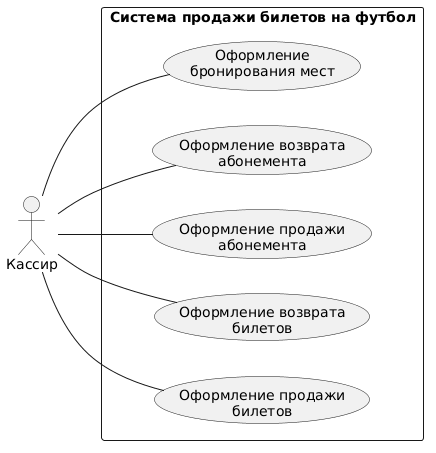 Система продажи билетов на футбол
Оформление
бронирования мест
Оформление возврата
абонемента
Оформление продажи
абонемента
Кассир
Оформление возврата
билетов
Оформление продажи
билетов